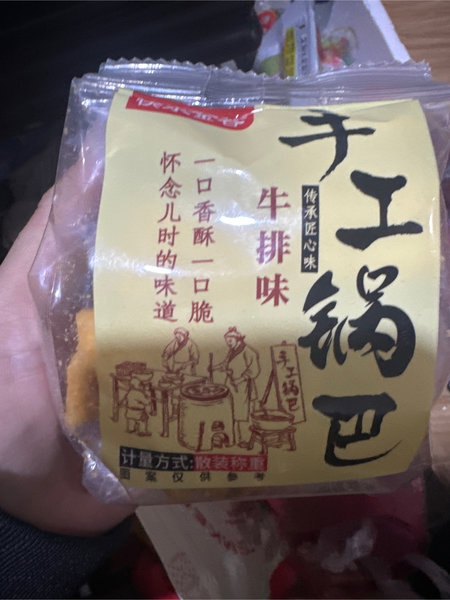 手工锅巴
传承匠心味
牛排味
一口香酥一口脆
怀念儿时的味道
手工锅巴
计量方式:散装称重
图案仅供参考